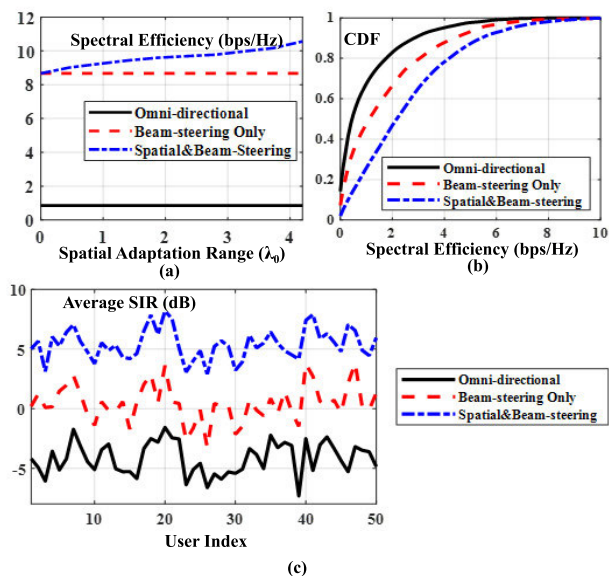 12
10
8
6
4
2
0
Spectral Efficiency (bps/Hz)
Omni-directional
Beam-steering Only
Spatial&Beam-Steering
0 1 2 3 4
Spatial Adaptation Range (λ0)
(a)
1
0.8
0.6
0.4
0.2
0
CDF
Omni-directional
Beam-steering Only
Spatial&Beam-steering
0 2 4 6 8 10
Spectral Efficiency (bps/Hz)
(b)
10
5
0
-5
Average SIR (dB)
10 20 30 40 50
User Index
Omni-directional
Beam-steering Only
Spatial&Beam-steering
(c)